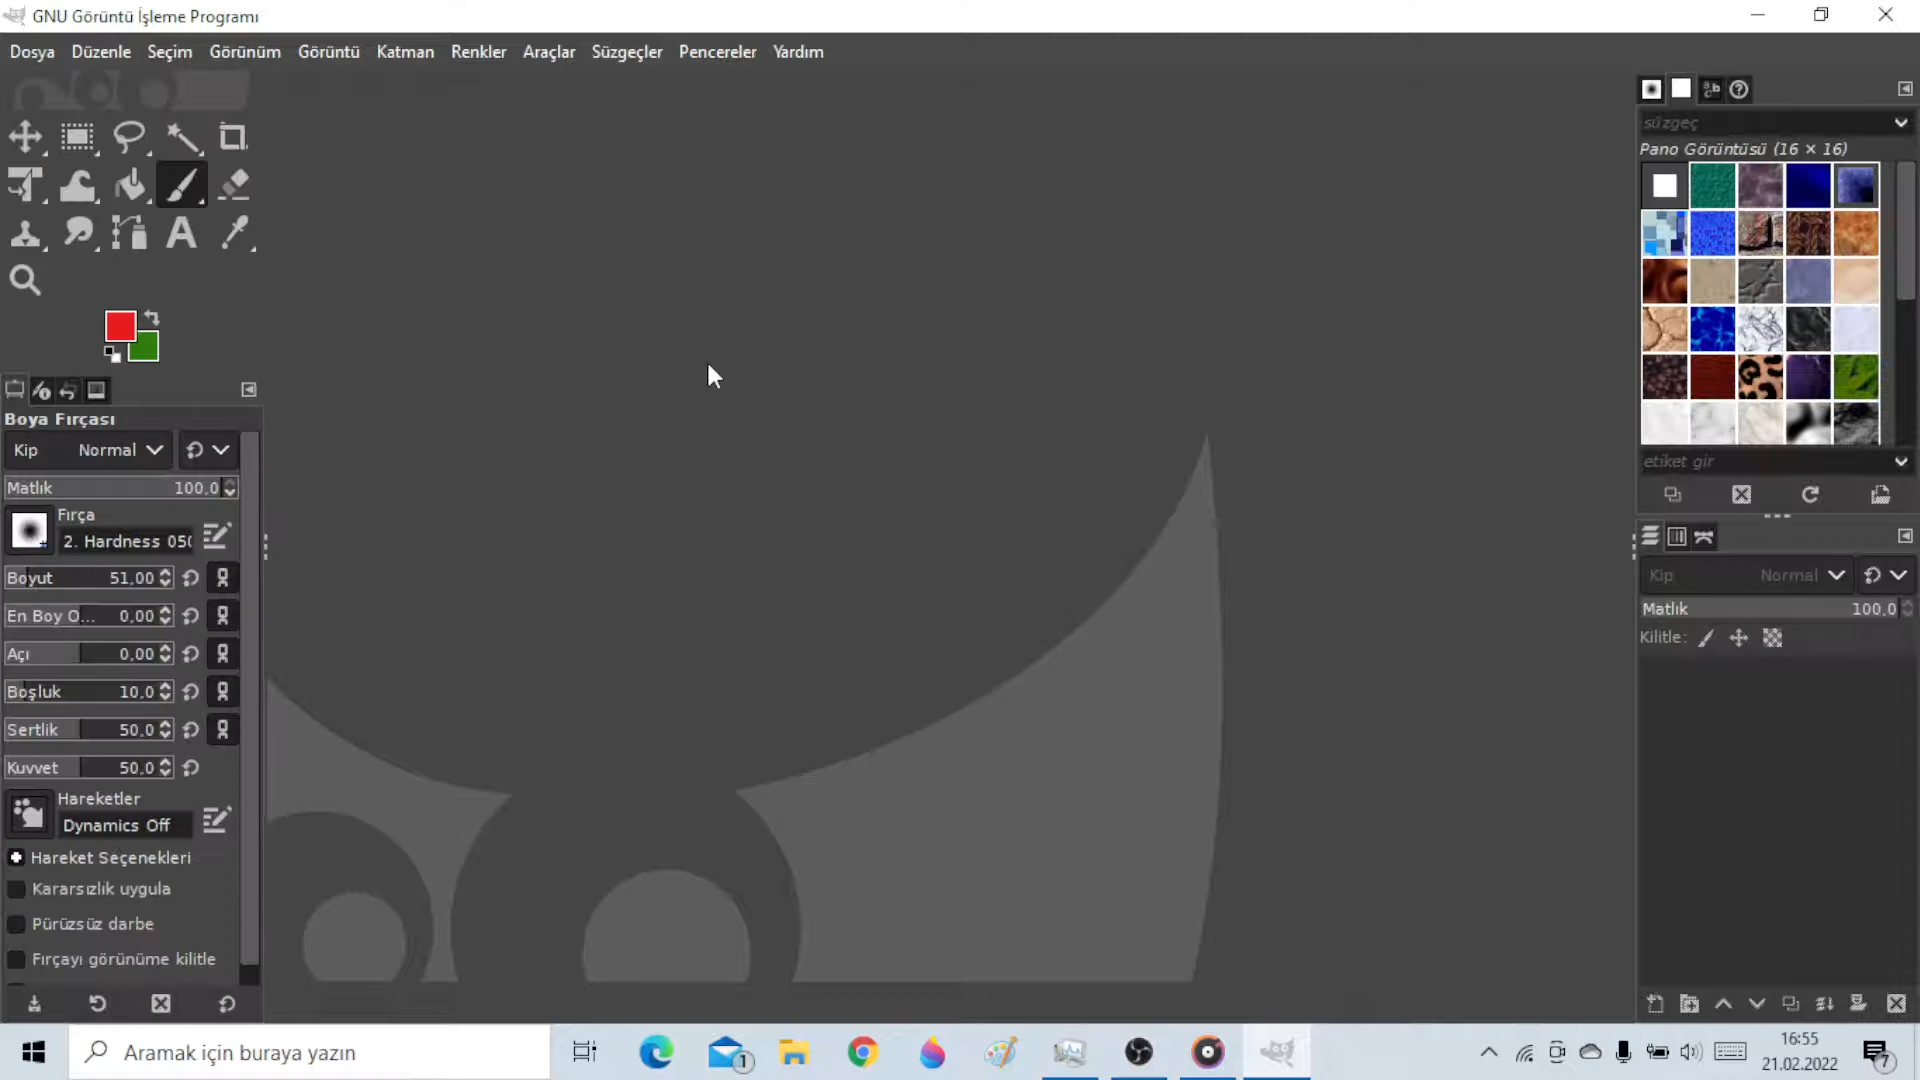 GNU Görüntü İşleme Programı
Dosya Düzenle Seçim Görünüm Görüntü Katman Renkler Araçlar Süzgeçler Pencereler Yardım
süzgeç
Pano Görüntüsü (16 × 16)
etiket gir
Boya Fırçası
Kip Normal
Matlık 100,0
Fırça
2. Hardness 050
Boyut 51,00
En Boy O... 0,00
Açı 0,00
Boşluk 10,0
Sertlik 50,0
Kuvvet 50,0
Hareketler
Dynamics Off
Hareket Seçenekleri
Kararsızlık uygula
Pürüzsüz darbe
Fırçayı görünüme kilitle
Kip Normal
Matlık 100,0
Kilitle:
Aramak için buraya yazın
1
16:55
21.02.2022
7